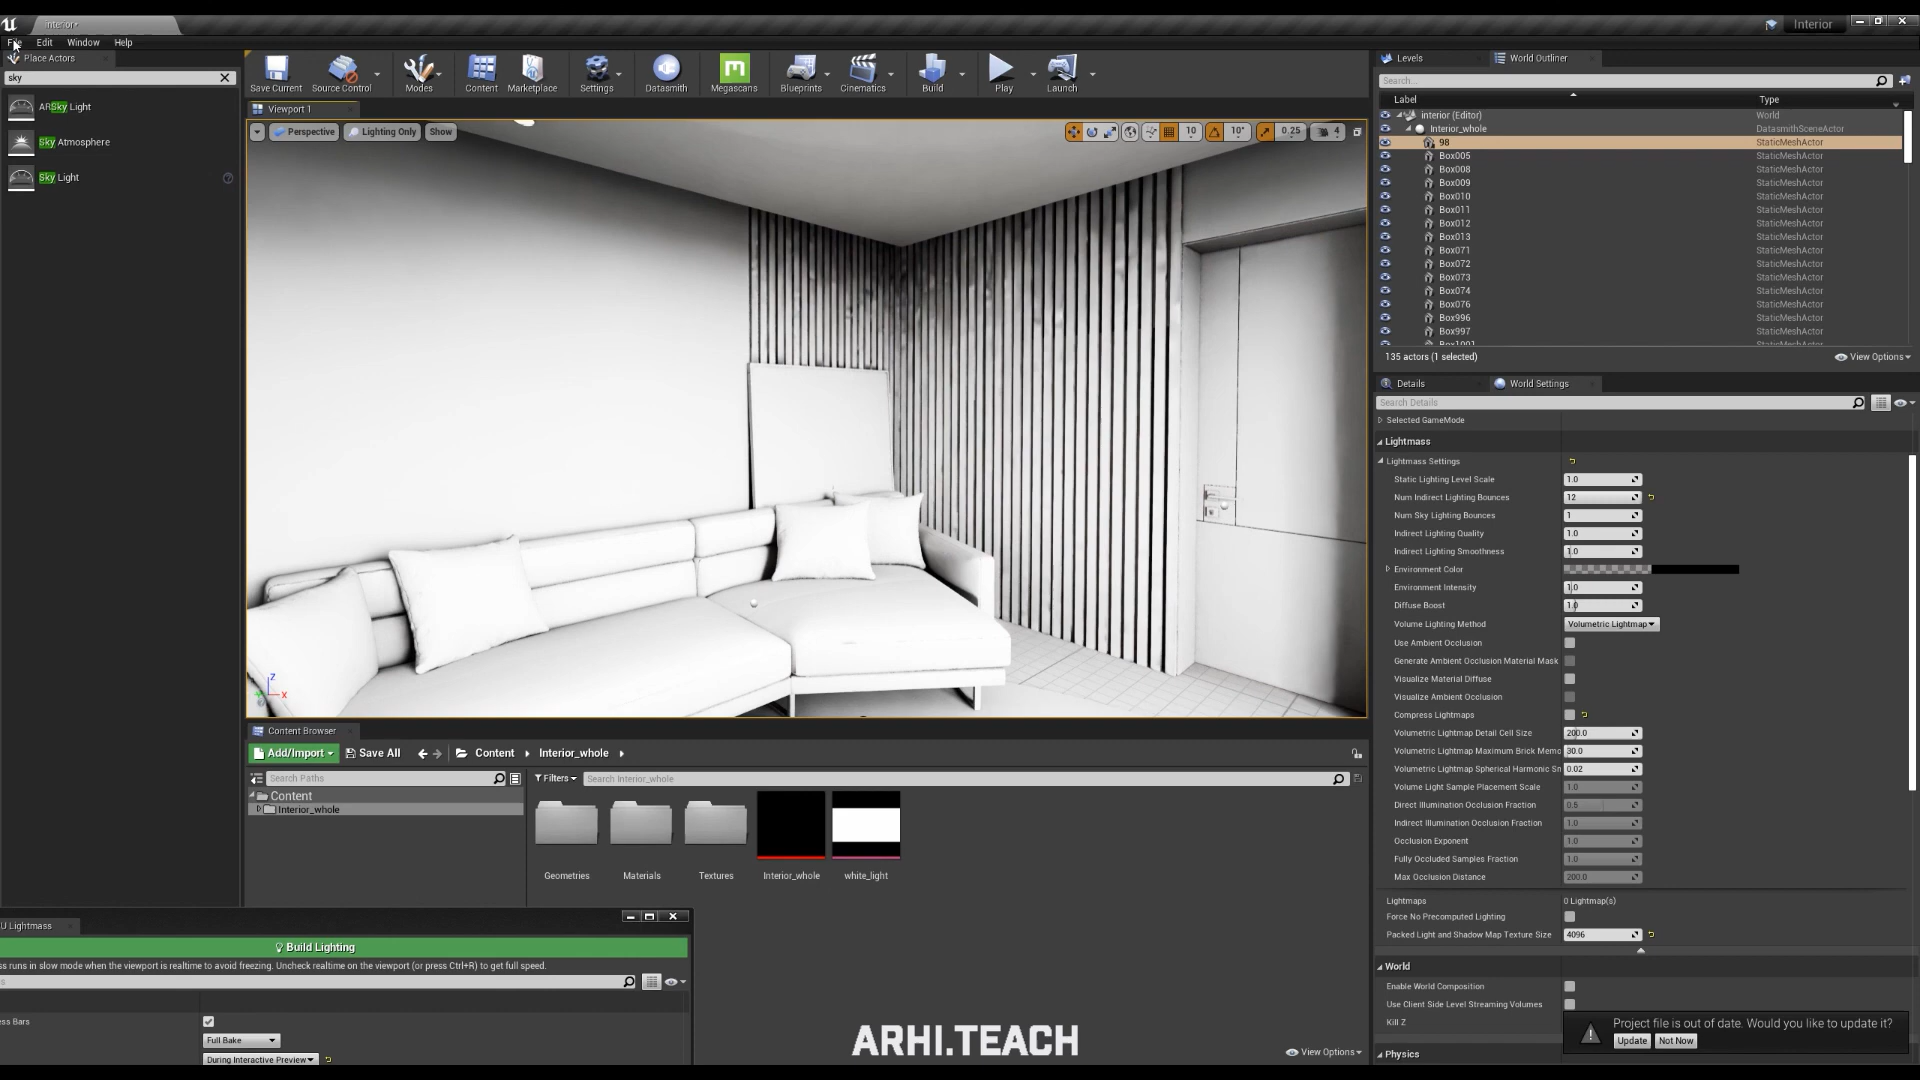 interior*
Interior
File Edit Window Help
Place Actors
sky
ARSky Light
Sky Atmosphere
Sky Light
Save Current
Source Control
Modes
Content
Marketplace
Settings
Datasmith
Megascans
Blueprints
Cinematics
Build
Play
Launch
Viewport 1
Perspective
Lighting Only
Show
10
10°
0.25
4
Z
X
Levels
World Outliner
Search...
Label Type
interior (Editor) World
Interior_whole DatasmithSceneActor
98 StaticMeshActor
Box005 StaticMeshActor
Box008 StaticMeshActor
Box009 StaticMeshActor
Box010 StaticMeshActor
Box011 StaticMeshActor
Box012 StaticMeshActor
Box013 StaticMeshActor
Box071 StaticMeshActor
Box072 StaticMeshActor
Box073 StaticMeshActor
Box074 StaticMeshActor
Box076 StaticMeshActor
Box996 StaticMeshActor
Box997 StaticMeshActor
Box1001 StaticMeshActor
135 actors (1 selected)
View Options
Details
World Settings
Search Details
Selected GameMode
Lightmass
Lightmass Settings
Static Lighting Level Scale 1.0
Num Indirect Lighting Bounces 12
Num Sky Lighting Bounces 1
Indirect Lighting Quality 1.0
Indirect Lighting Smoothness 1.0
Environment Color
Environment Intensity 1.0
Diffuse Boost 1.0
Volume Lighting Method Volumetric Lightmap
Use Ambient Occlusion
Generate Ambient Occlusion Material Mask
Visualize Material Diffuse
Visualize Ambient Occlusion
Compress Lightmaps
Volumetric Lightmap Detail Cell Size 200.0
Volumetric Lightmap Maximum Brick Memo 30.0
Volumetric Lightmap Spherical Harmonic Sn 0.02
Volume Light Sample Placement Scale 1.0
Direct Illumination Occlusion Fraction 0.5
Indirect Illumination Occlusion Fraction 1.0
Occlusion Exponent 1.0
Fully Occluded Samples Fraction 1.0
Max Occlusion Distance 200.0
Lightmaps 0 Lightmap(s)
Force No Precomputed Lighting
Packed Light and Shadow Map Texture Size 4096
World
Enable World Composition
Use Client Side Level Streaming Volumes
Kill Z
Physics
Project file is out of date. Would you like to update it?
Update Not Now
Content Browser
Add/Import
Save All
Content
Interior_whole
Search Paths
Filters
Search Interior_whole
Content
Interior_whole
Geometries
Materials
Textures
Interior_whole
white_light
View Options
U Lightmass
Build Lighting
ss runs in slow mode when the viewport is realtime to avoid freezing. Uncheck realtime on the viewport (or press Ctrl+R) to get full speed.
ess Bars
Full Bake
During Interactive Preview
ARHI.TEACH